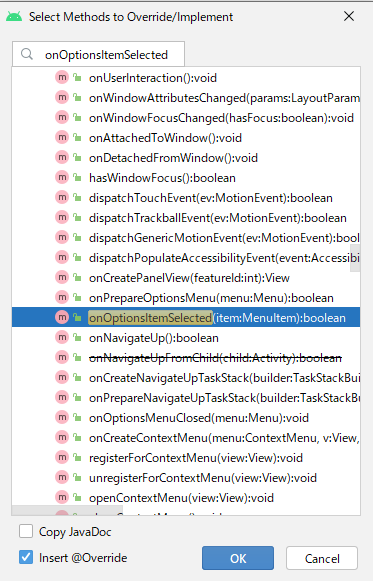 Select Methods to Override/Implement
onOptionsItemSelected
onUserInteraction():void
onWindowAttributesChanged(params:LayoutParam
onWindowFocusChanged(hasFocus:boolean):void
onAttachedToWindow():void
onDetachedFromWindow():void
hasWindowFocus():boolean
dispatchTouchEvent(ev:MotionEvent):boolean
dispatchTrackballEvent(ev:MotionEvent):boolean
dispatchGenericMotionEvent(ev:MotionEvent):bool
dispatchPopulateAccessibilityEvent(event:Accessibi
onCreatePanelView(featureId:int):View
onPrepareOptionsMenu(menu:Menu):boolean
onOptionsItemSelected(item:MenuItem):boolean
onNavigateUp():boolean
onNavigateUpFromChild(child:Activity):boolean
onCreateNavigateUpTaskStack(builder:TaskStackBui
onPrepareNavigateUpTaskStack(builder:TaskStackB
onOptionsMenuClosed(menu:Menu):void
onCreateContextMenu(menu:ContextMenu, v:View,
registerForContextMenu(view:View):void
unregisterForContextMenu(view:View):void
openContextMenu(view:View):void
Copy JavaDoc
Insert @Override
OK
Cancel